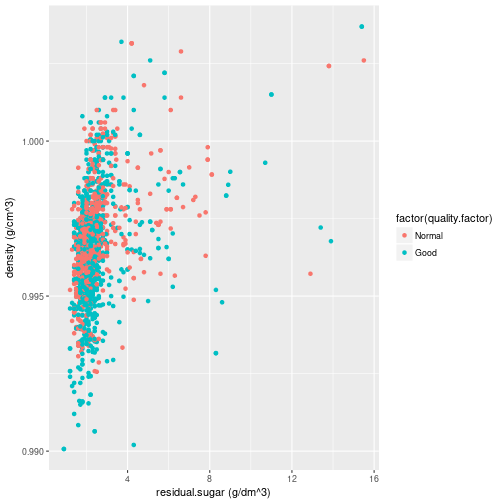 1.000
0.995
0.990
density (g/cm^3)
4
8
12
16
residual.sugar (g/dm^3)
factor(quality.factor)
Normal
Good